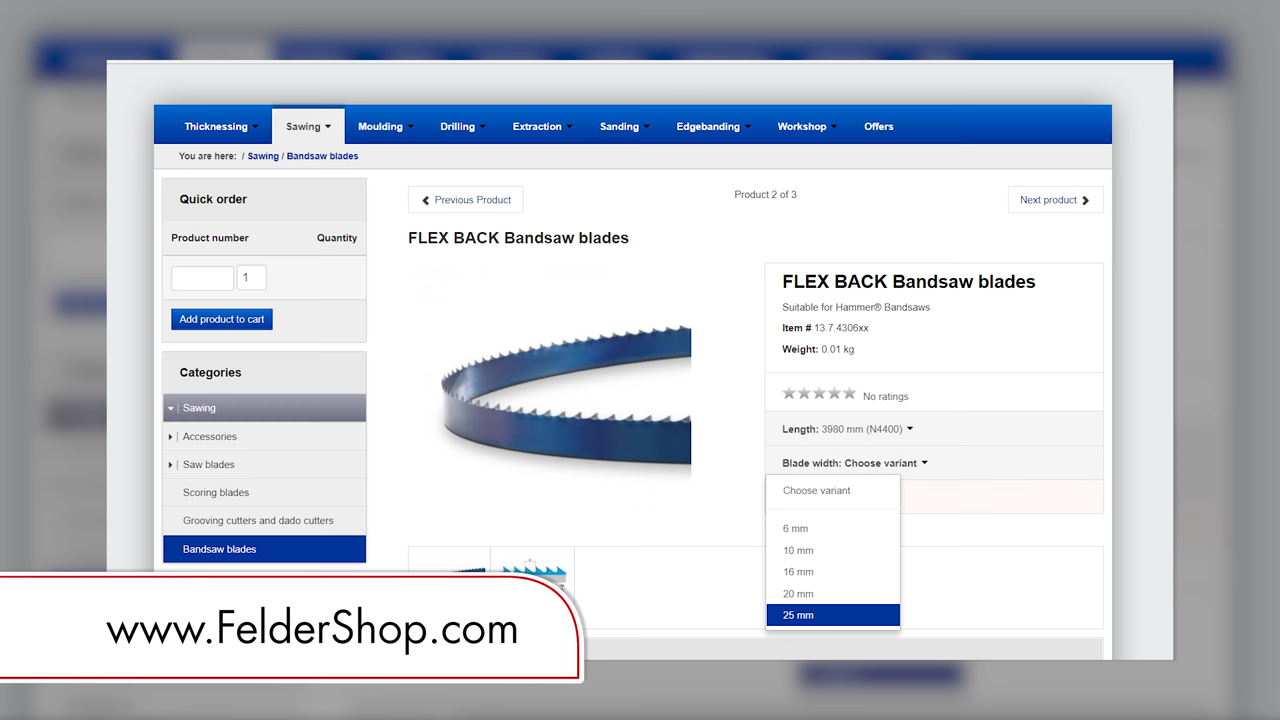 Thicknessing Sawing Moulding Drilling Extraction Sanding Edgebanding Workshop Offers
You are here: / Sawing / Bandsaw blades
Quick order
Product number Quantity
1
Add product to cart
Categories
Sawing
Accessories
Saw blades
Scoring blades
Grooving cutters and dado cutters
Bandsaw blades
Previous Product
Product 2 of 3
Next product
FLEX BACK Bandsaw blades
FLEX BACK Bandsaw blades
Suitable for Hammer® Bandsaws
Item # 13.7.4306xx
Weight: 0.01 kg
No ratings
Length: 3980 mm (N4400)
Blade width: Choose variant
Choose variant
6 mm
10 mm
16 mm
20 mm
25 mm
www.FelderShop.com